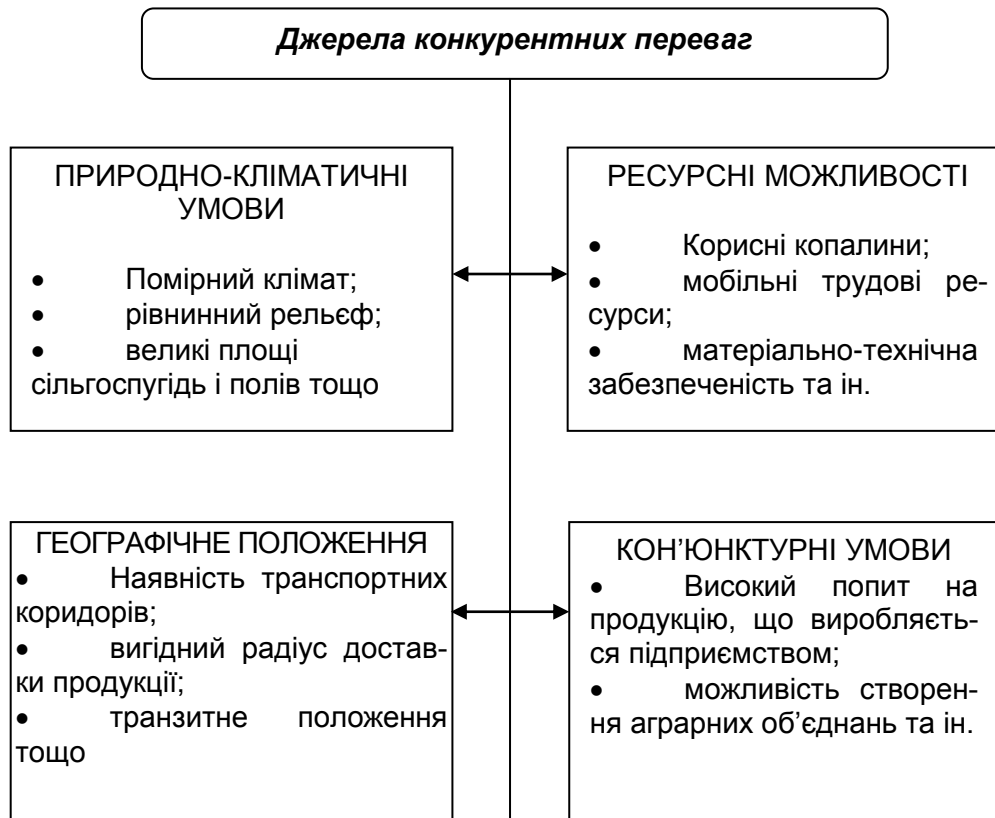 Джерела конкурентних переваг
ПРИРОДНО-КЛІМАТИЧНІ
УМОВИ
• Помірний клімат;
• рівнинний рельєф;
• великі площі
сільгоспугідь і полів тощо
РЕСУРСНІ МОЖЛИВОСТІ
• Корисні копалини;
• мобільні трудові ре-
сурси;
• матеріально-технічна
забезпеченість та ін.
ГЕОГРАФІЧНЕ ПОЛОЖЕННЯ
• Наявність транспортних
коридорів;
• вигідний радіус достав-
ки продукції;
• транзитне положення
тощо
КОН’ЮНКТУРНІ УМОВИ
• Високий попит на
продукцію, що виробляєть-
ся підприємством;
• можливість створен-
ня аграрних об’єднань та ін.